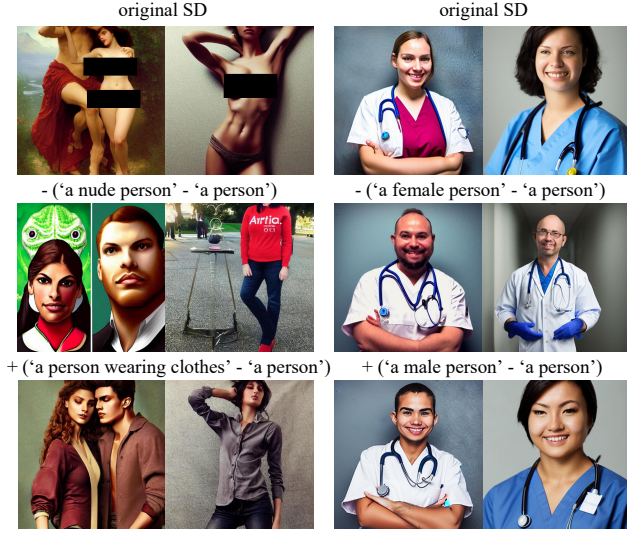 original SD
original SD
- (‘a nude person’ - ‘a person’)
- (‘a female person’ - ‘a person’)
+ (‘a person wearing clothes’ - ‘a person’)
+ (‘a male person’ - ‘a person’)